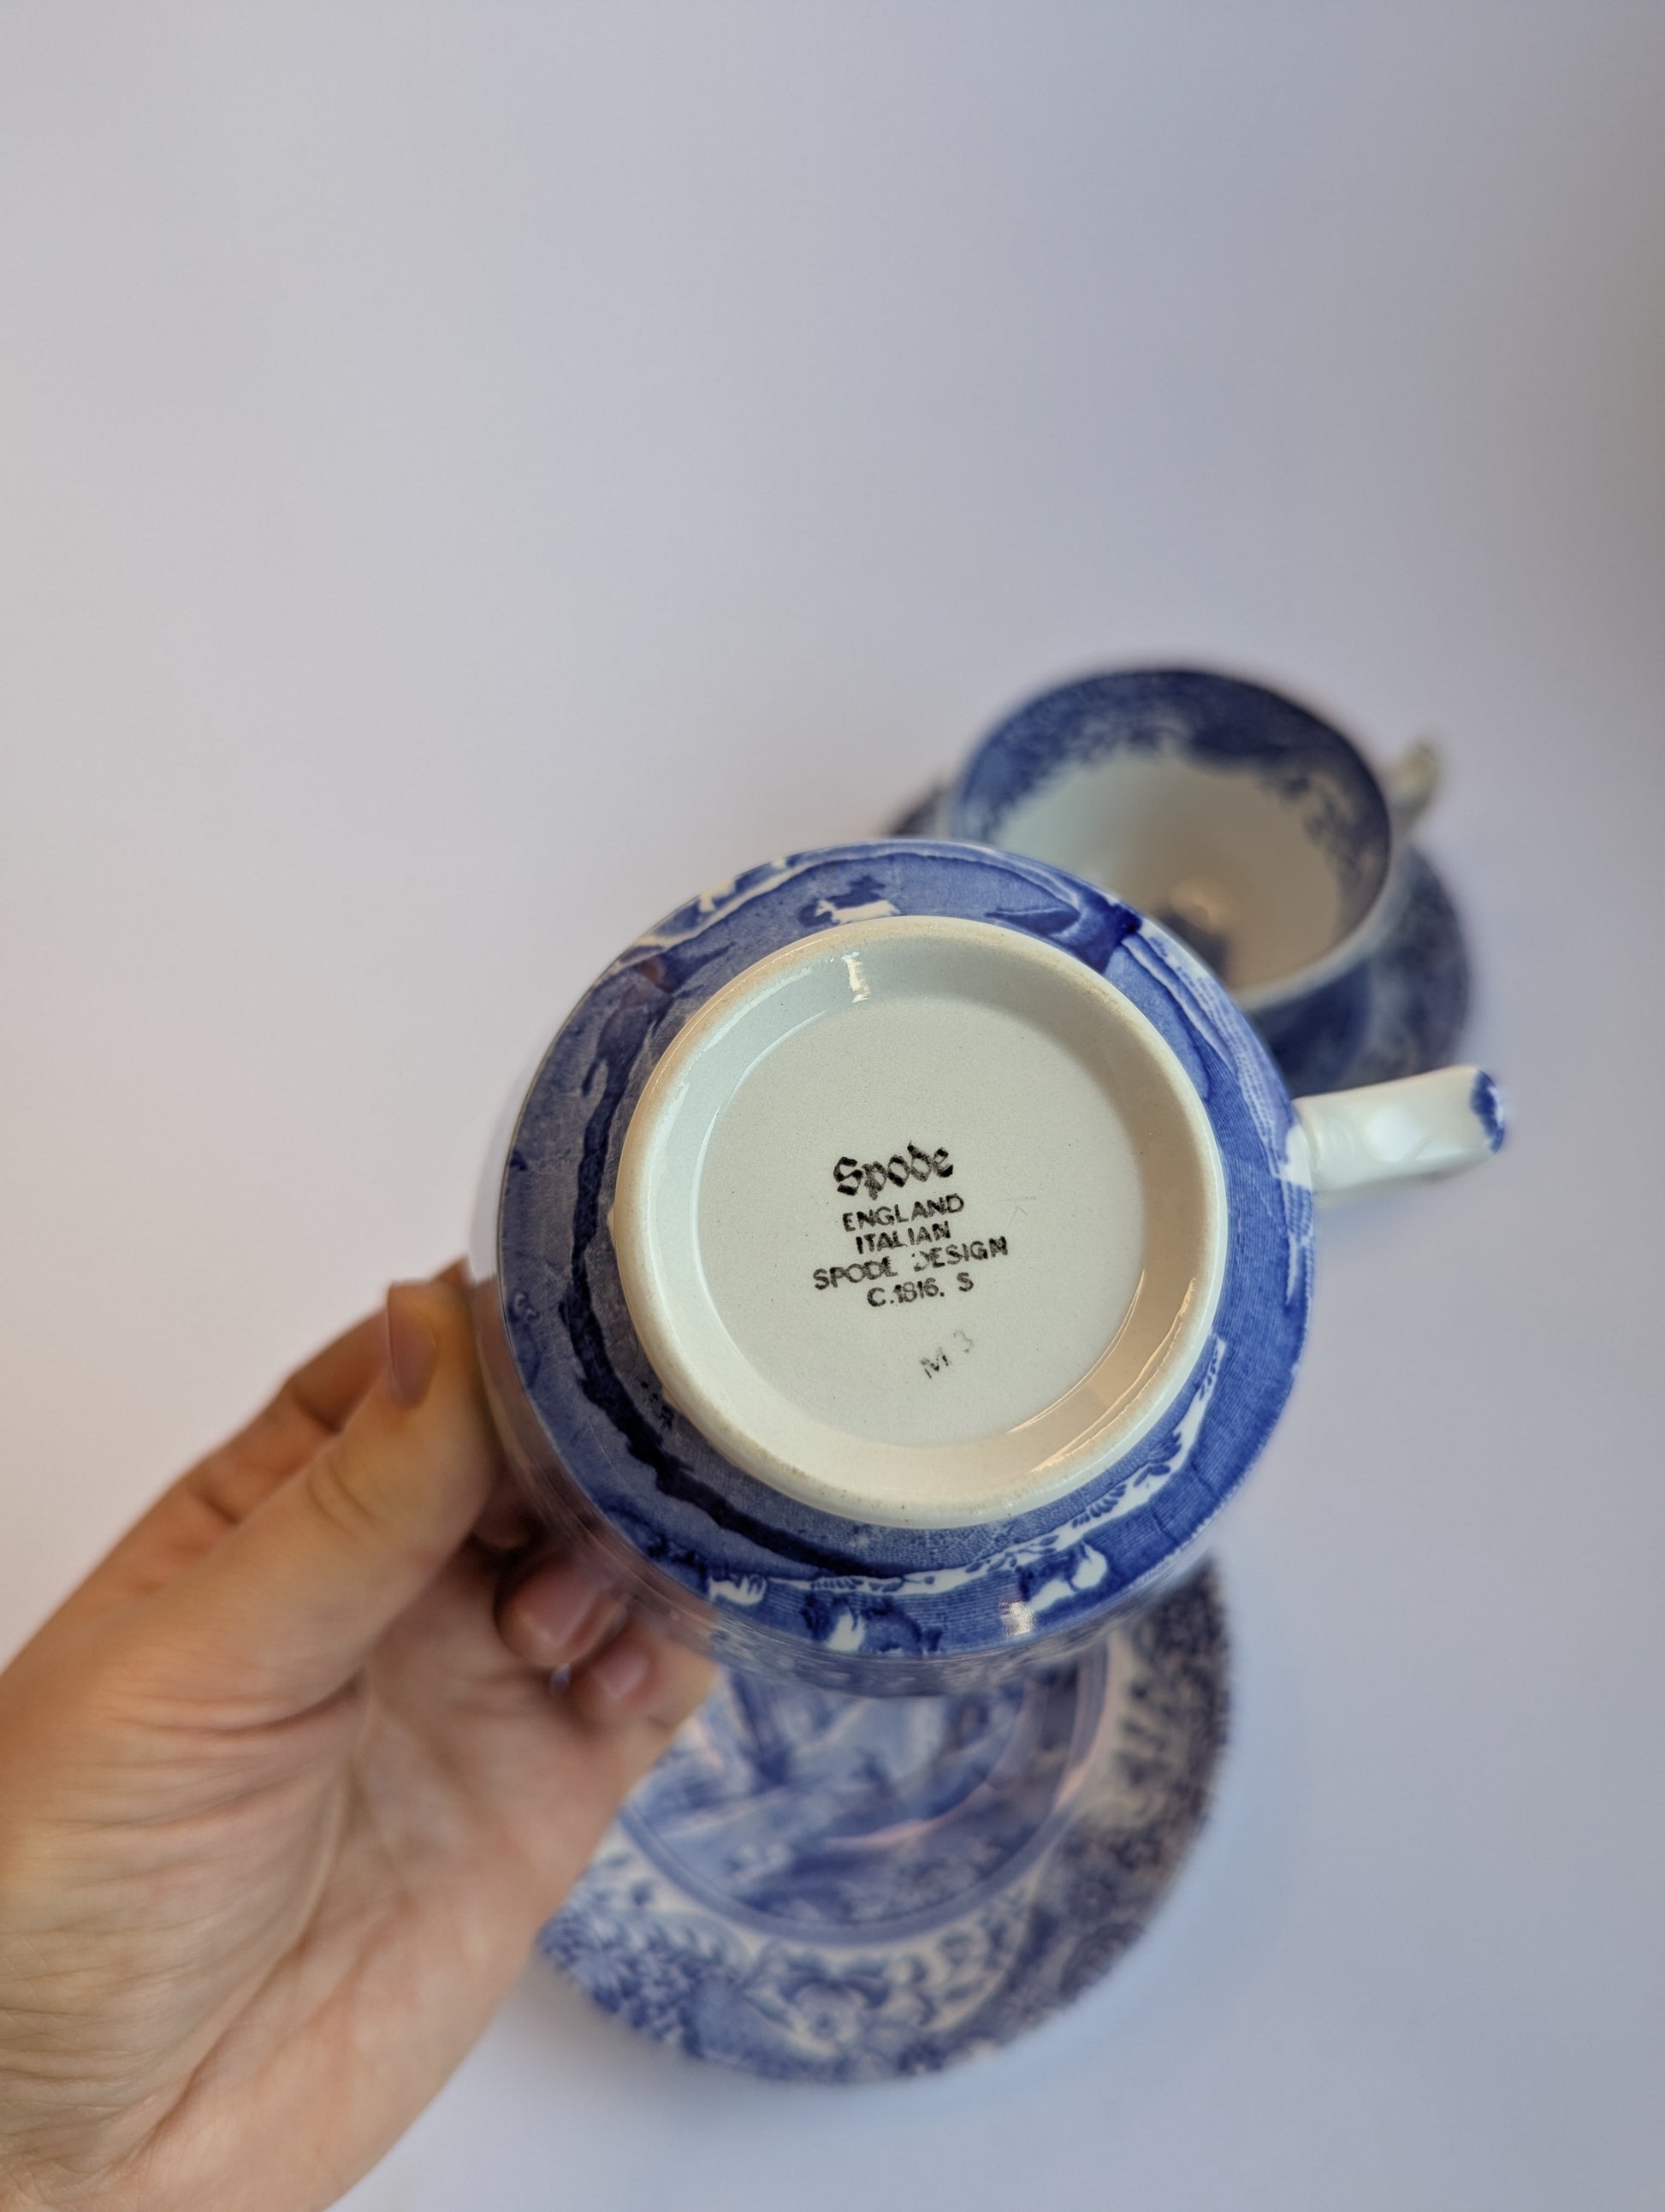 Spode
ENGLAND
ITALIAN
SPODE DESIGN
C.1816. S
M 3